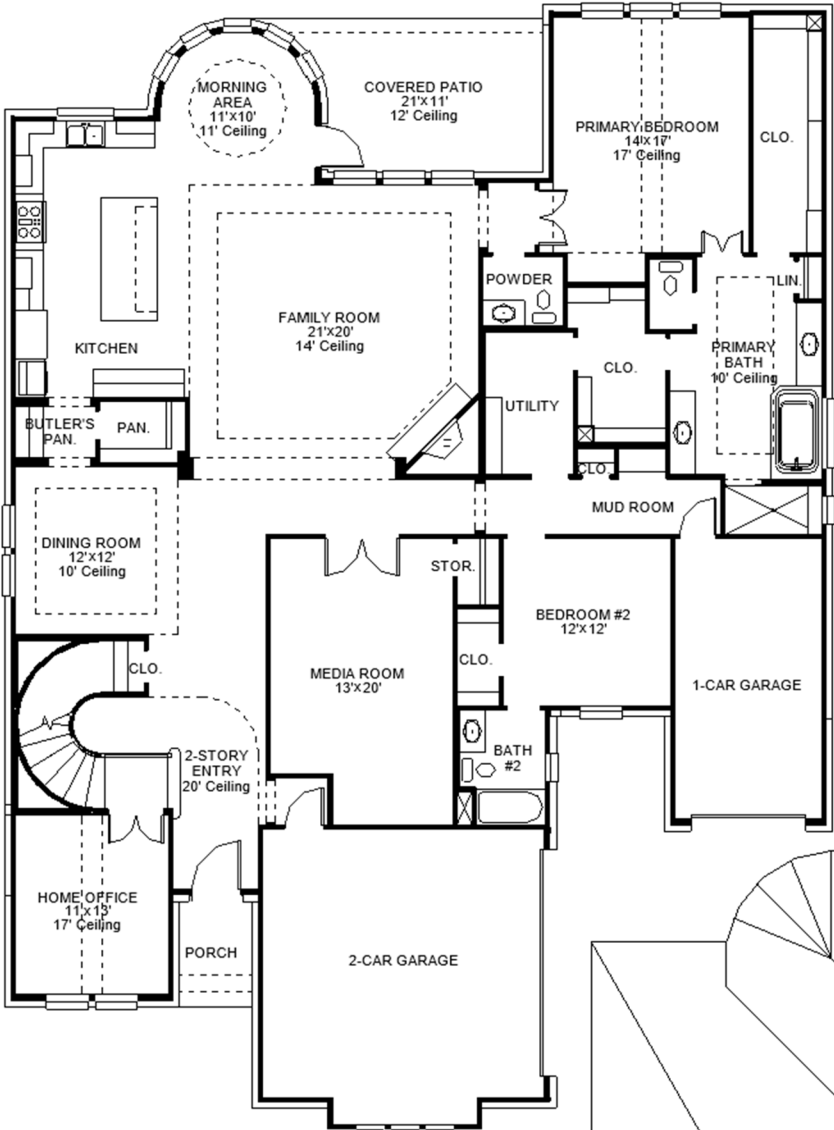 MORNING
AREA
11'x10'
11' Ceiling
COVERED PATIO
21'x11'
12' Ceiling
PRIMARY BEDROOM
14'x17'
17' Ceiling
CLO.
POWDER
LIN.
FAMILY ROOM
21'x20'
14' Ceiling
KITCHEN
PRIMARY
BATH
10' Ceiling
CLO.
UTILITY
BUTLER'S
PAN.
PAN.
CLO.
MUD ROOM
DINING ROOM
12'x12'
10' Ceiling
STOR.
BEDROOM #2
12'x12'
CLO.
CLO.
MEDIA ROOM
13'x20'
1-CAR GARAGE
2-STORY
ENTRY
20' Ceiling
BATH
#2
HOME OFFICE
11'x13'
17' Ceiling
PORCH
2-CAR GARAGE